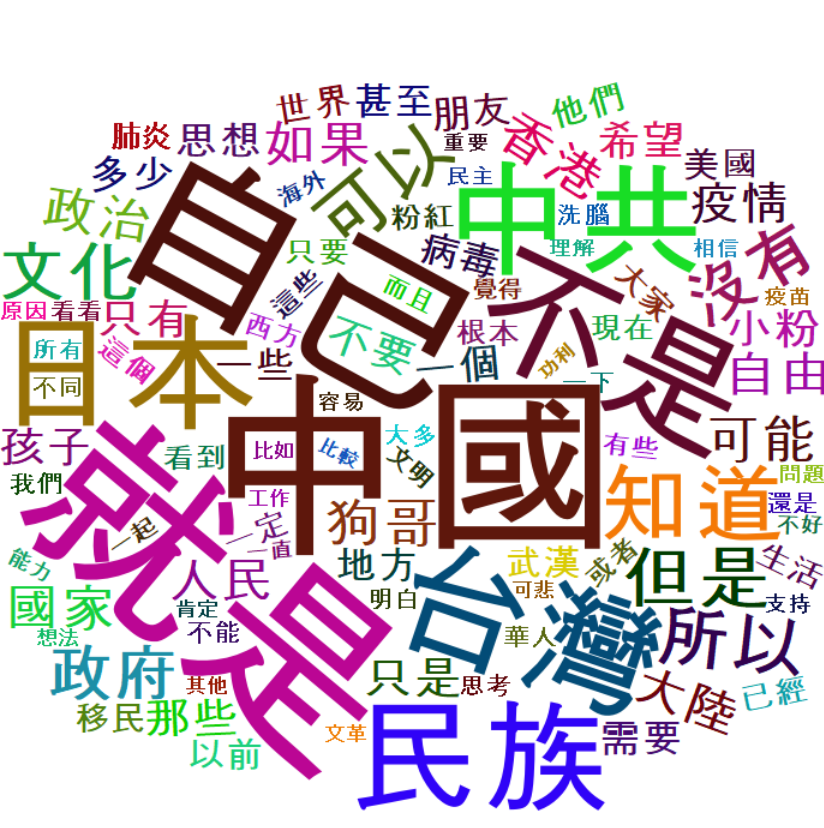 世界
甚至
朋友
他們
肺炎
思想
如果
重要
香港
希望
多少
海外
可以
民主
中共
美國
政治
粉紅
洗腦
疫情
自己
只要
病毒
理解
相信
文化
這些
而且
覺得
大家
沒有
原因
看看
只有
西方
不要
根本
現在
疫苗
不是
小粉
日本
所有
這個
一些
一個
功利
自由
不同
容易
中國
一下
孩子
看到
比如
比較
大多
文明
有些
可能
我們
就是
工作
狗哥
知道
問題
還是
一起
一定
一直
不好
能力
人民
地方
台灣
武漢
或者
但是
生活
國家
肯定
明白
可悲
支持
想法
不能
華人
所以
政府
其他
只是
思考
大陸
已經
移民
那些
文革
民族
需要
以前